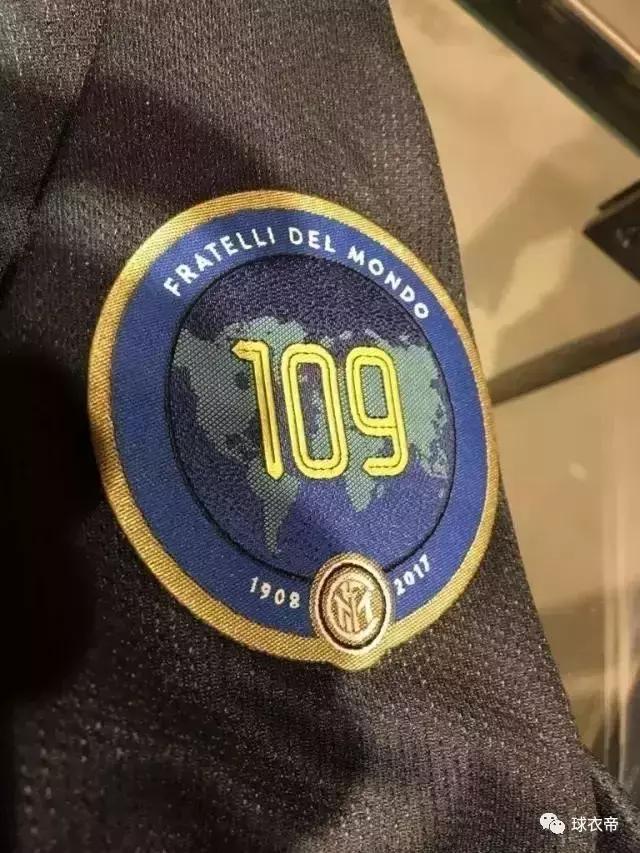 FRATELLI DEL MONDO
109
1908
2017
球衣帝